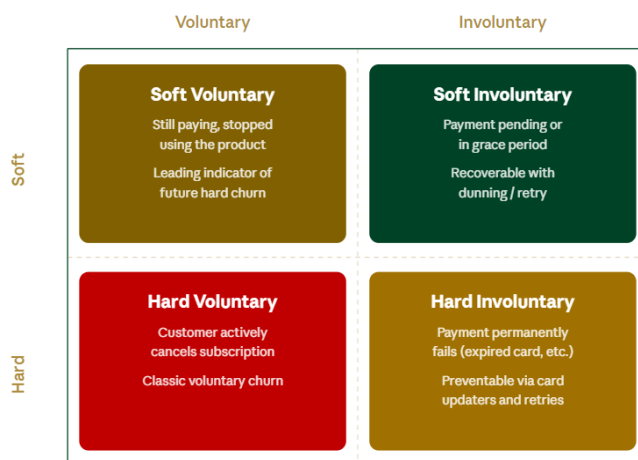 Voluntary
Involuntary
Soft
Soft Voluntary
Still paying, stopped
using the product
Leading indicator of
future hard churn
Soft Involuntary
Payment pending or
in grace period
Recoverable with
dunning / retry
Hard
Hard Voluntary
Customer actively
cancels subscription
Classic voluntary churn
Hard Involuntary
Payment permanently
fails (expired card, etc.)
Preventable via card
updaters and retries